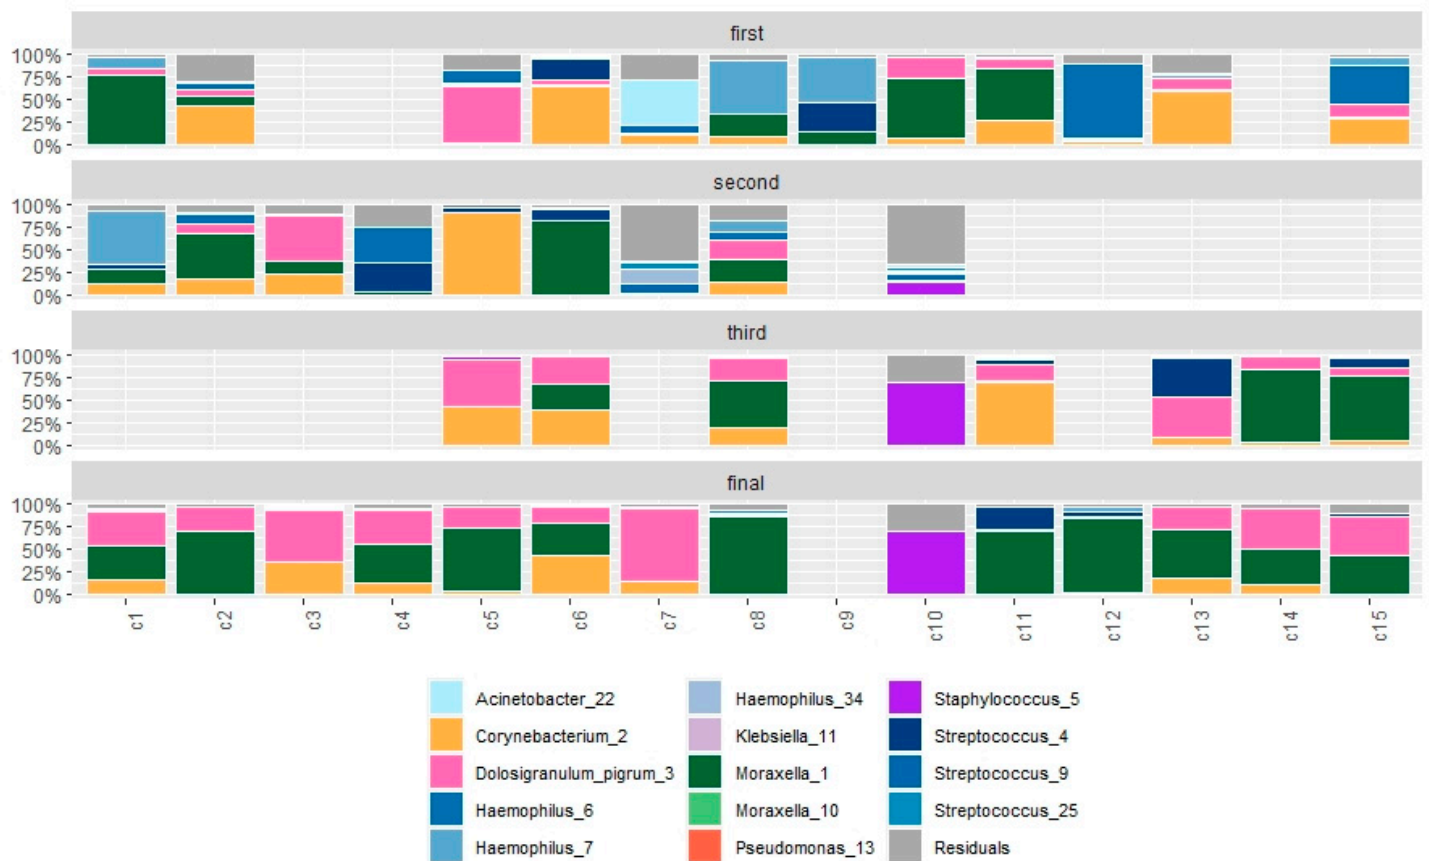 first
100%
75%
50%
25%
0%
second
100%
75%
50%
25%
0%
third
100%
75%
50%
25%
0%
final
100%
75%
50%
25%
0%
c1 c2 c3 c4 c5 c6 c7 c8 c9 c10 c11 c12 c13 c14 c15
Acinetobacter_22 Haemophilus_34 Staphylococcus_5
Corynebacterium_2 Klebsiella_11 Streptococcus_4
Dolosigranulum_pigrum_3 Moraxella_1 Streptococcus_9
Haemophilus_6 Moraxella_10 Streptococcus_25
Haemophilus_7 Pseudomonas_13 Residuals